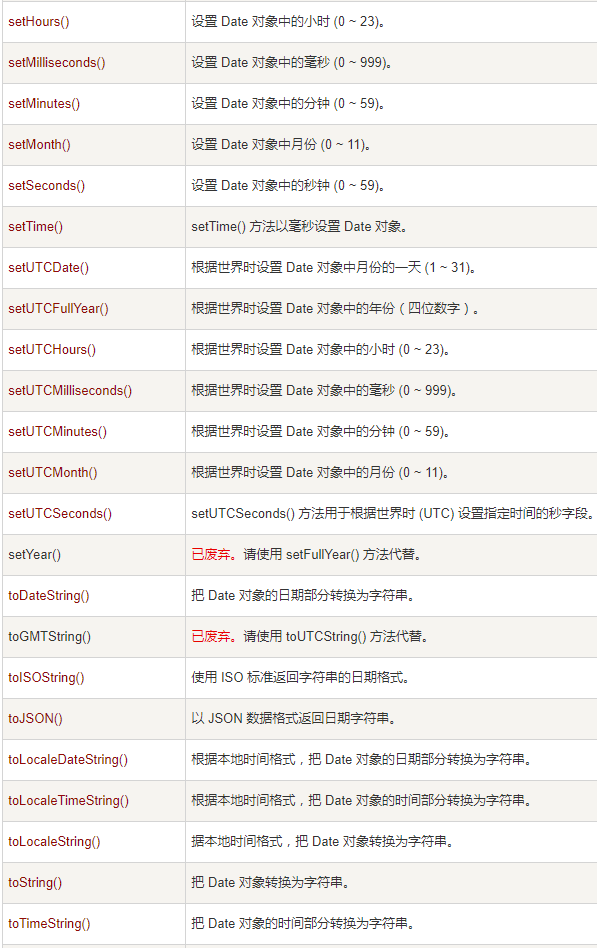 setHours() 设置 Date 对象中的小时 (0 ~ 23)。
setMilliseconds() 设置 Date 对象中的毫秒 (0 ~ 999)。
setMinutes() 设置 Date 对象中的分钟 (0 ~ 59)。
setMonth() 设置 Date 对象中月份 (0 ~ 11)。
setSeconds() 设置 Date 对象中的秒钟 (0 ~ 59)。
setTime() setTime() 方法以毫秒设置 Date 对象。
setUTCDate() 根据世界时设置 Date 对象中月份的一天 (1 ~ 31)。
setUTCFullYear() 根据世界时设置 Date 对象中的年份（四位数字）。
setUTCHours() 根据世界时设置 Date 对象中的小时 (0 ~ 23)。
setUTCMilliseconds() 根据世界时设置 Date 对象中的毫秒 (0 ~ 999)。
setUTCMinutes() 根据世界时设置 Date 对象中的分钟 (0 ~ 59)。
setUTCMonth() 根据世界时设置 Date 对象中的月份 (0 ~ 11)。
setUTCSeconds() setUTCSeconds() 方法用于根据世界时 (UTC) 设置指定时间的秒字段。
setYear() 已废弃。请使用 setFullYear() 方法代替。
toDateString() 把 Date 对象的日期部分转换为字符串。
toGMTString() 已废弃。请使用 toUTCString() 方法代替。
toISOString() 使用 ISO 标准返回字符串的日期格式。
toJSON() 以 JSON 数据格式返回日期字符串。
toLocaleDateString() 根据本地时间格式，把 Date 对象的日期部分转换为字符串。
toLocaleTimeString() 根据本地时间格式，把 Date 对象的时间部分转换为字符串。
toLocaleString() 据本地时间格式，把 Date 对象转换为字符串。
toString() 把 Date 对象转换为字符串。
toTimeString() 把 Date 对象的时间部分转换为字符串。